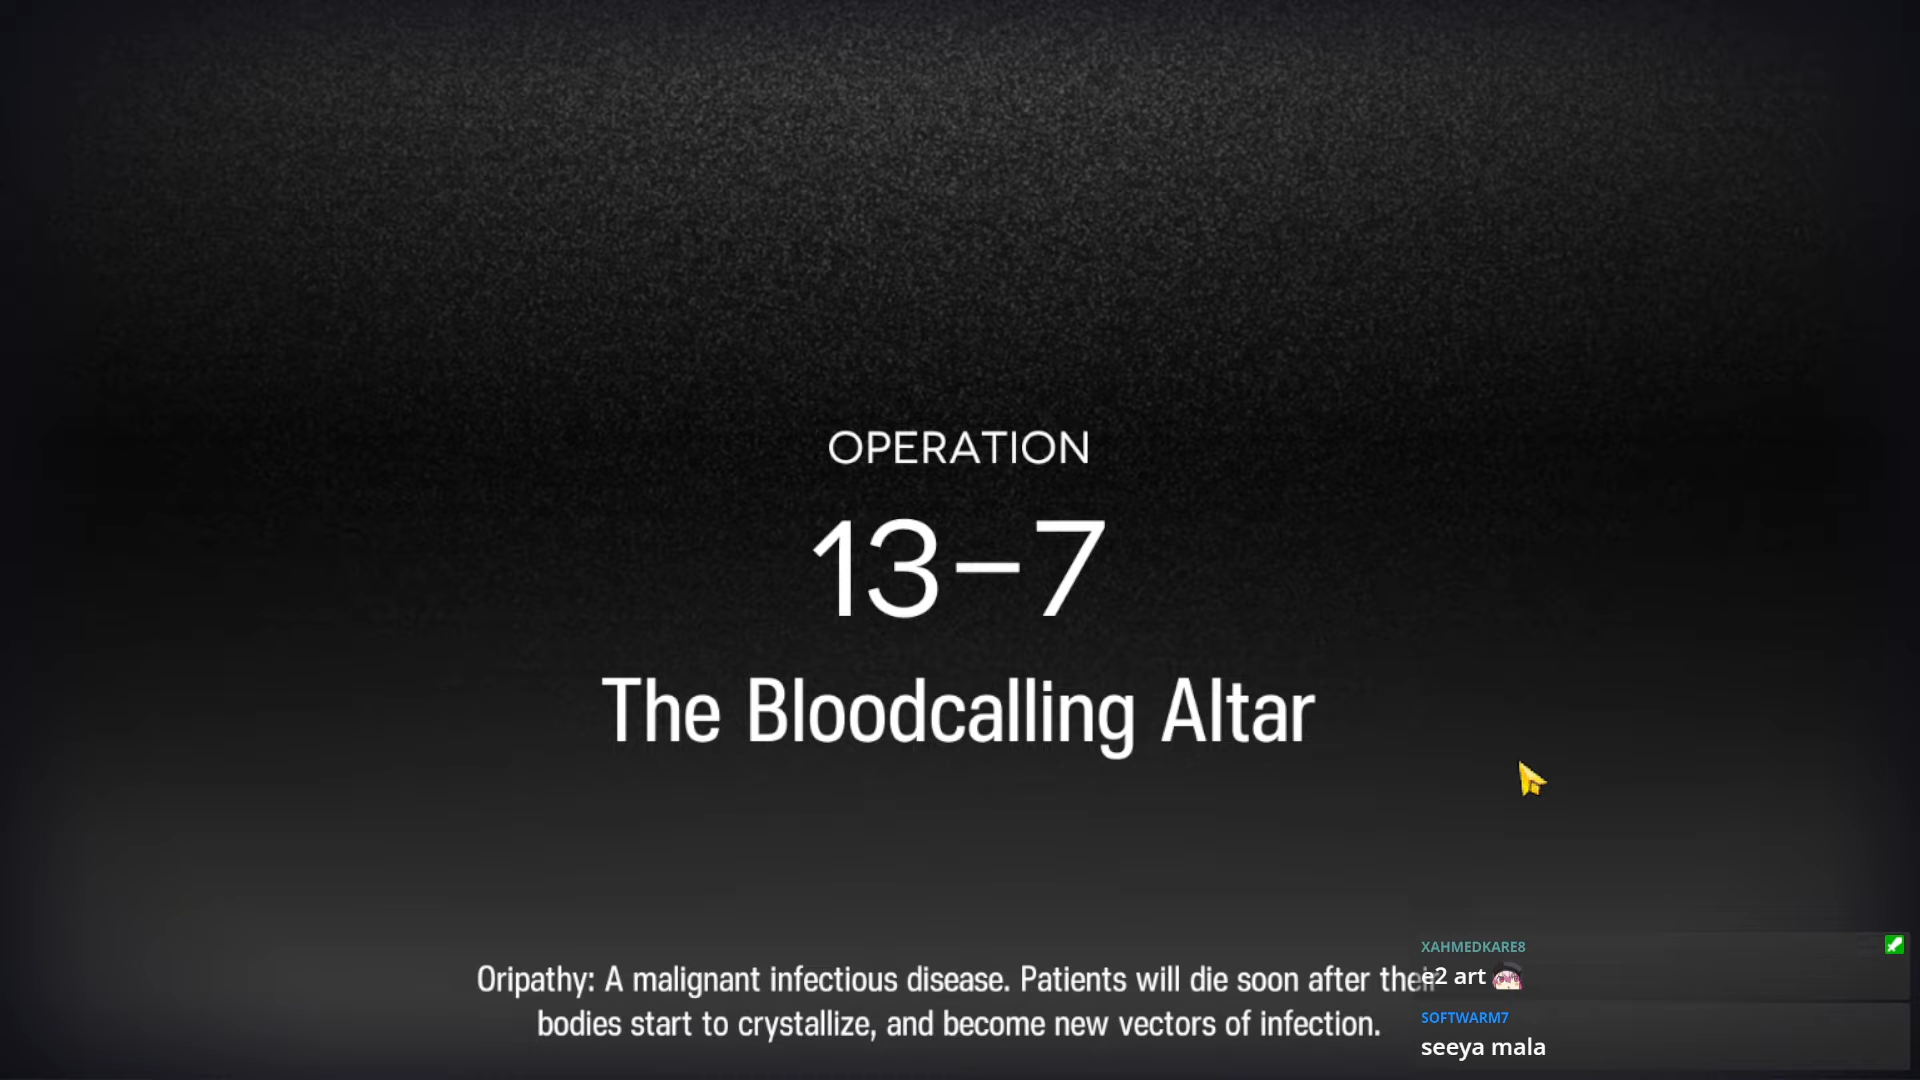 OPERATION
13-7
The Bloodcalling Altar
Oripathy: A malignant infectious disease. Patients will die soon after their
bodies start to crystallize, and become new vectors of infection.
XAHMEDKARE8
e2 art
SOFTWARM7
seeya mala